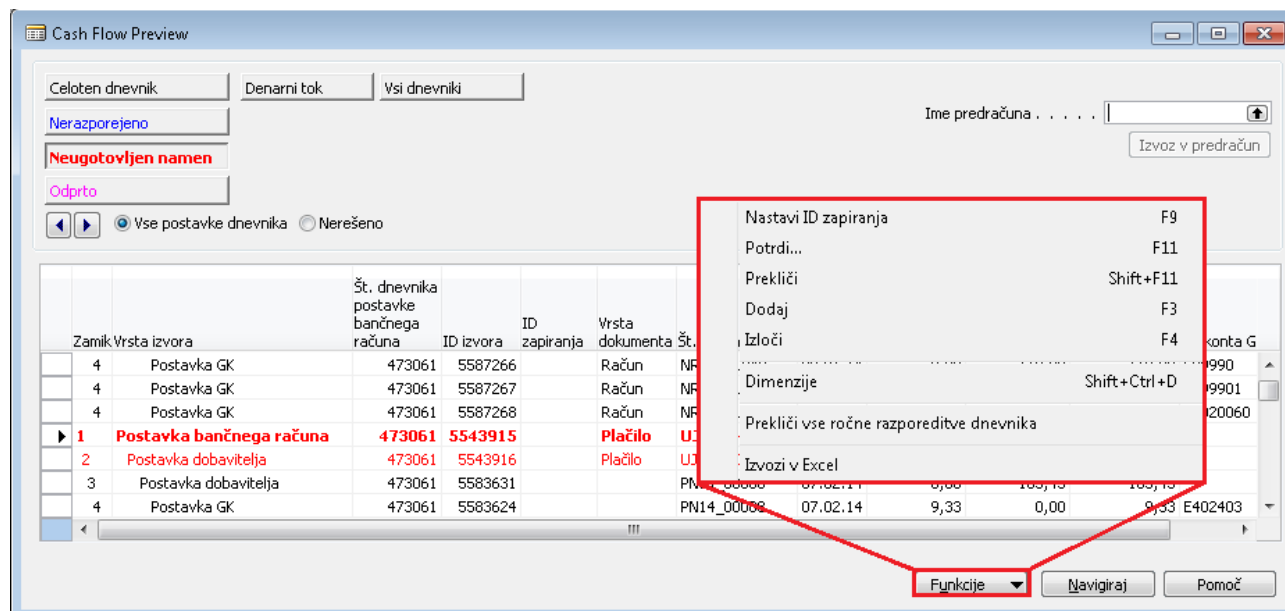 Cash Flow Preview
Celoten dnevnik Denarni tok Vsi dnevniki
Ime predračuna . . . . .
Nerazporejeno
Izvoz v predračun
Neugotovljen namen
Odprto
Vse postavke dnevnika Nerešeno
Nastavi ID zapiranja F9
Potrdi... F11
Prekliči Shift+F11
Dodaj F3
Izloči F4
Dimenzije Shift+Ctrl+D
Prekliči vse ročne razporeditve dnevnika
Izvozi v Excel
Zamik Vrsta izvora Št. dnevnika postavke bančnega računa ID izvora ID zapiranja Vrsta dokumenta Št. konta G
4 Postavka GK 473061 5587266 Račun
4 Postavka GK 473061 5587267 Račun
4 Postavka GK 473061 5587268 Račun 020060
1 Postavka bančnega računa 473061 5543915 Plačilo
2 Postavka dobavitelja 473061 5543916 Plačilo
3 Postavka dobavitelja 473061 5583631
4 Postavka GK 473061 5583624 PN14_00088 07.02.14 9,33 0,00 9,33 E402403
Funkcije Navigiraj Pomoč